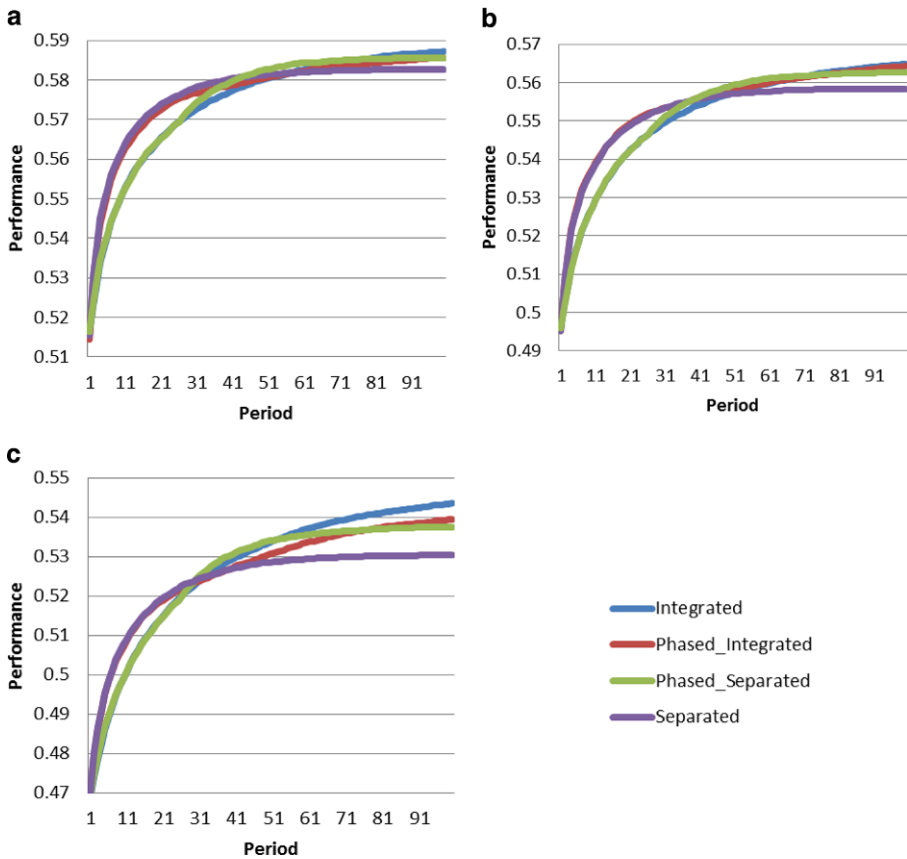 a
0.59
0.58
0.57
0.56
0.55
0.54
0.53
0.52
0.51
Performance
1 11 21 31 41 51 61 71 81 91
Period
b
0.57
0.56
0.55
0.54
0.53
0.52
0.51
0.5
0.49
Performance
1 11 21 31 41 51 61 71 81 91
Period
c
0.55
0.54
0.53
0.52
0.51
0.5
0.49
0.48
0.47
Performance
1 11 21 31 41 51 61 71 81 91
Period
Integrated
Phased_Integrated
Phased_Separated
Separated